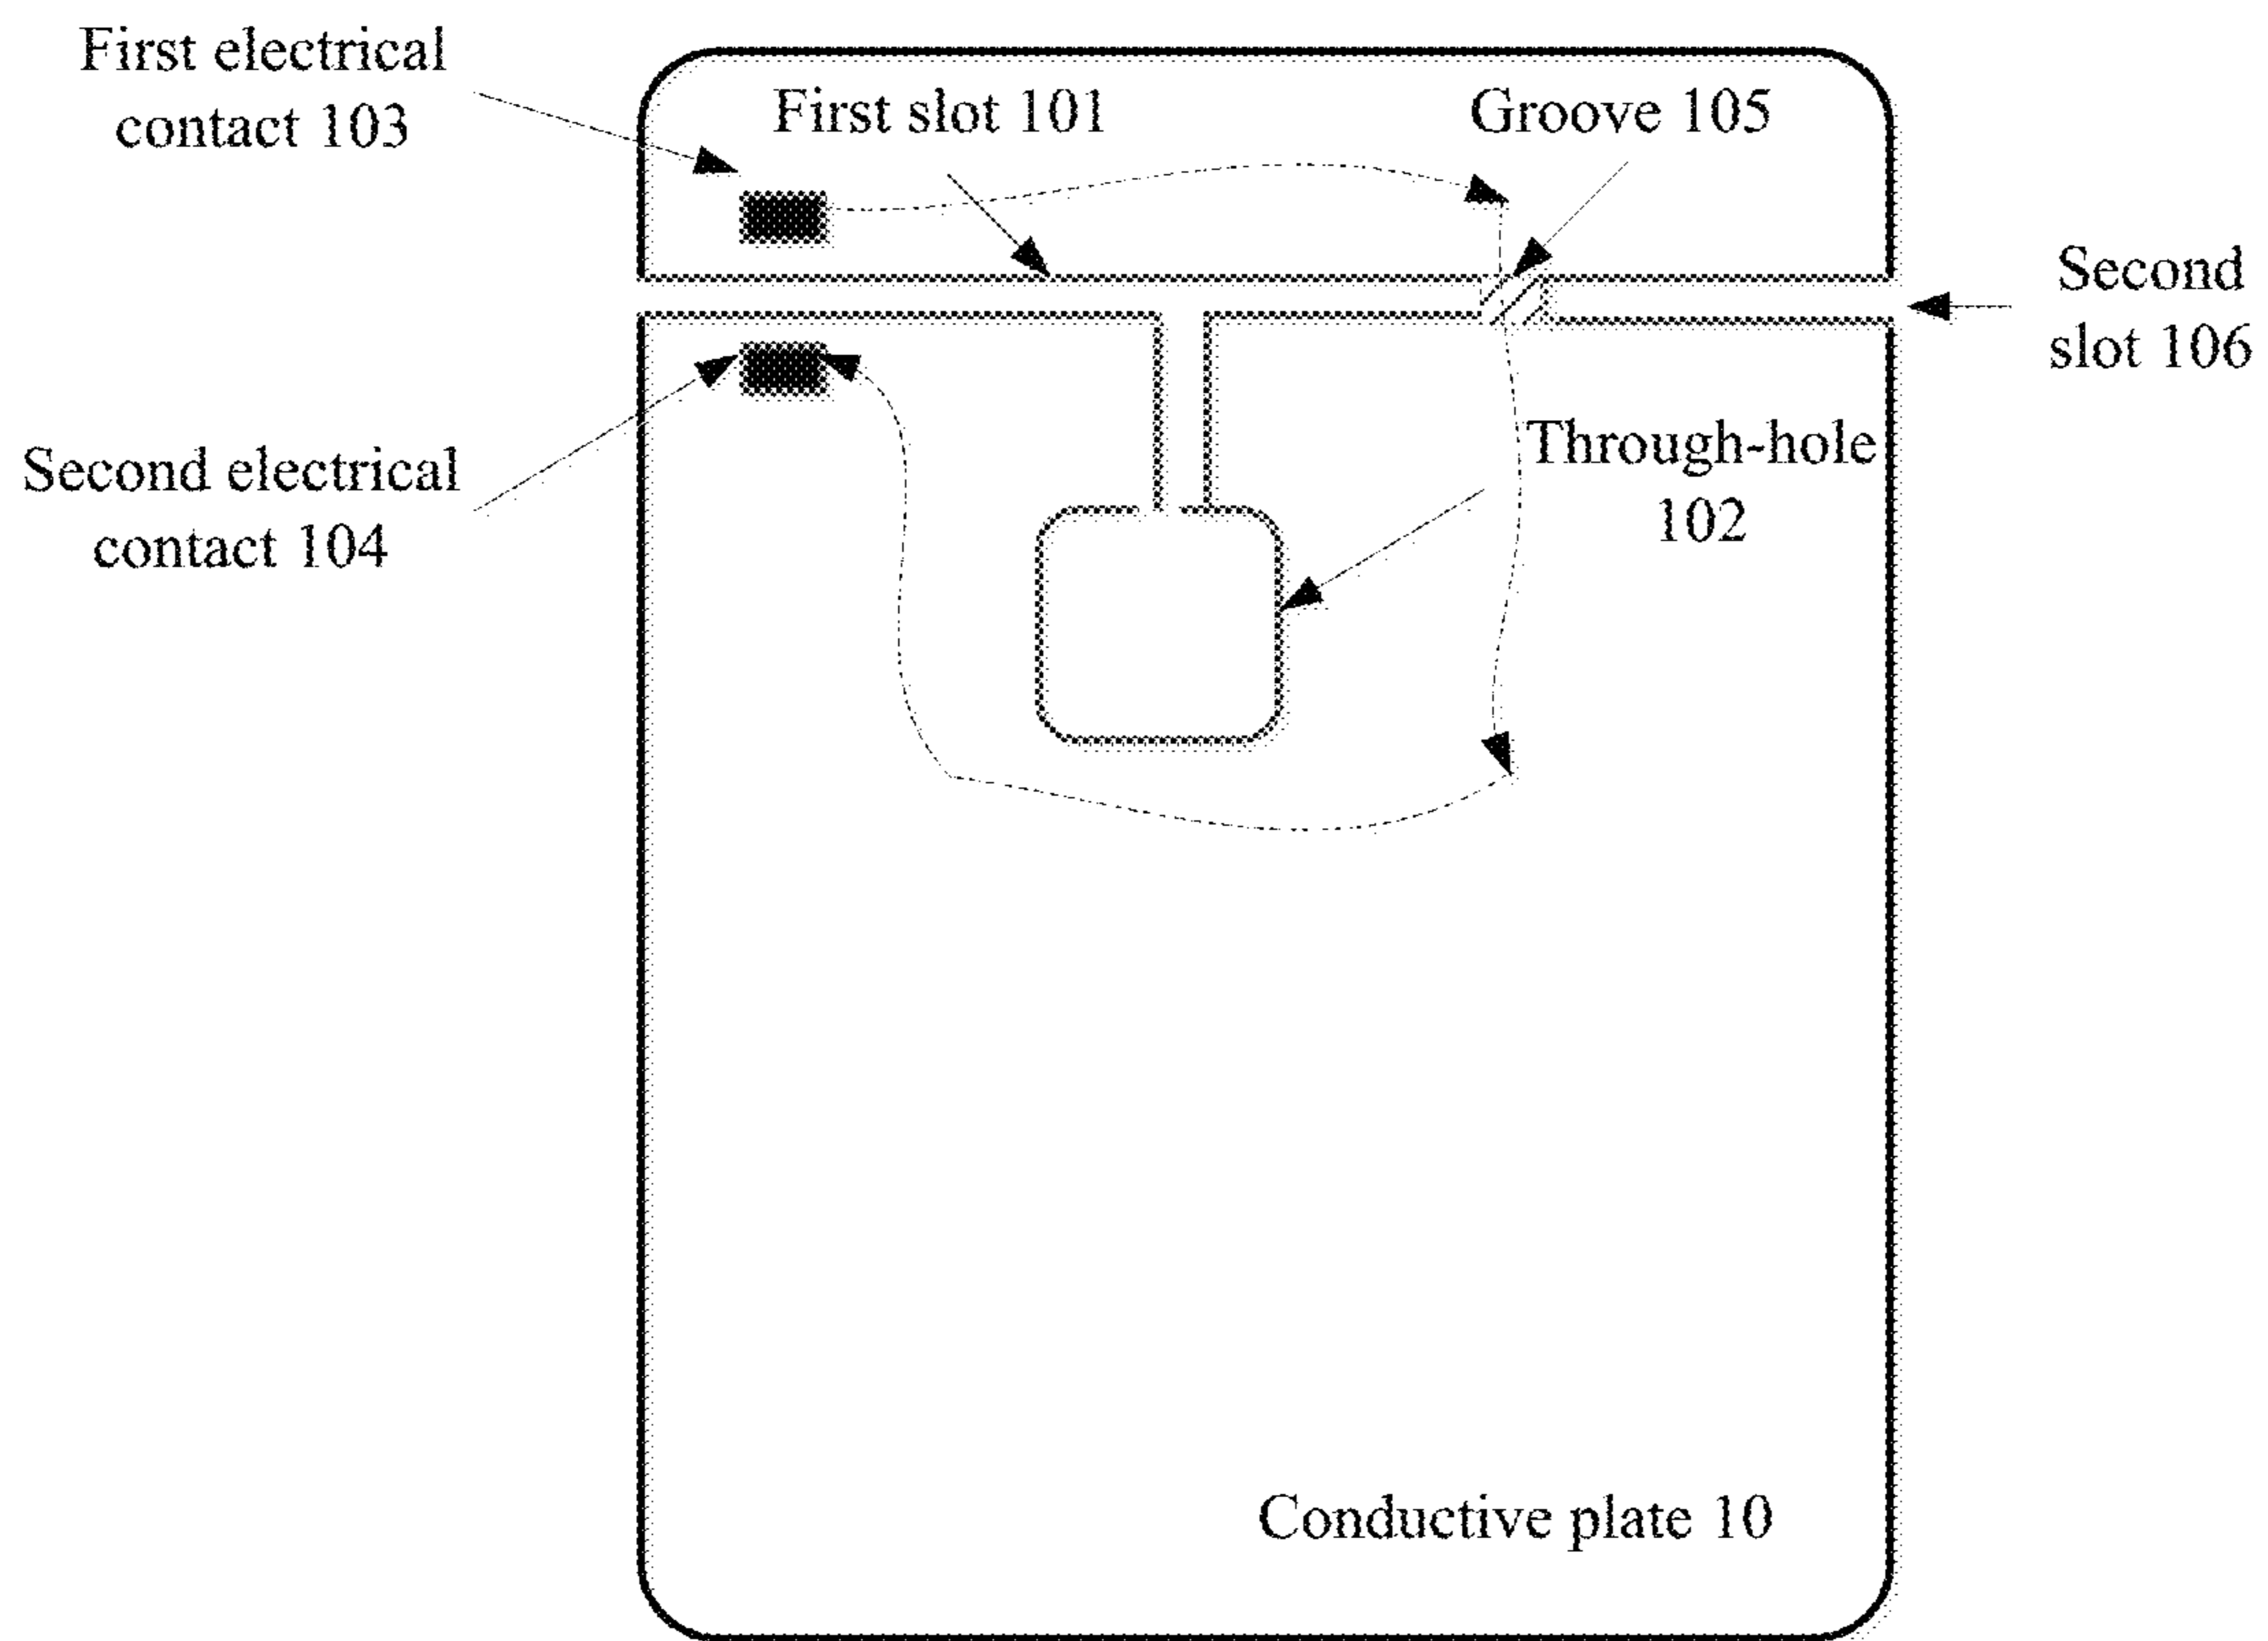 First electrical
contact 103
First slot 101
Groove 105
Second
slot 106
Second electrical
contact 104
Through-hole
102
Conductive plate 10